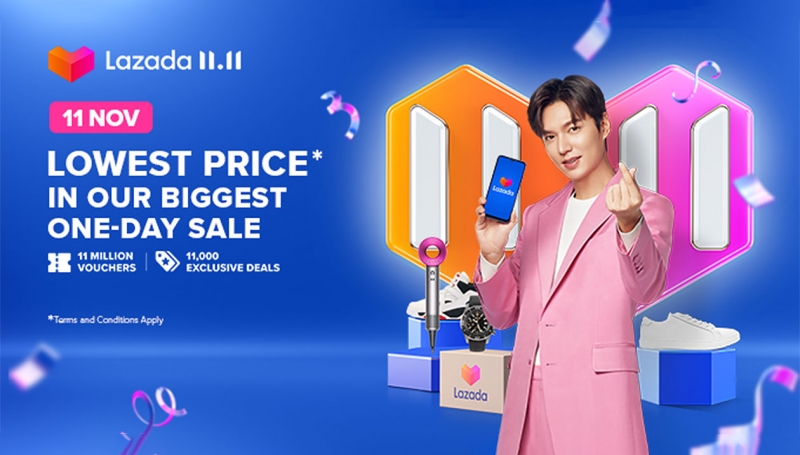 Lazada 11.11
11 NOV
LOWEST PRICE*
IN OUR BIGGEST
ONE-DAY SALE
11 MILLION
VOUCHERS
11,000
EXCLUSIVE DEALS
*Terms and Conditions Apply
Lazada
Lazada